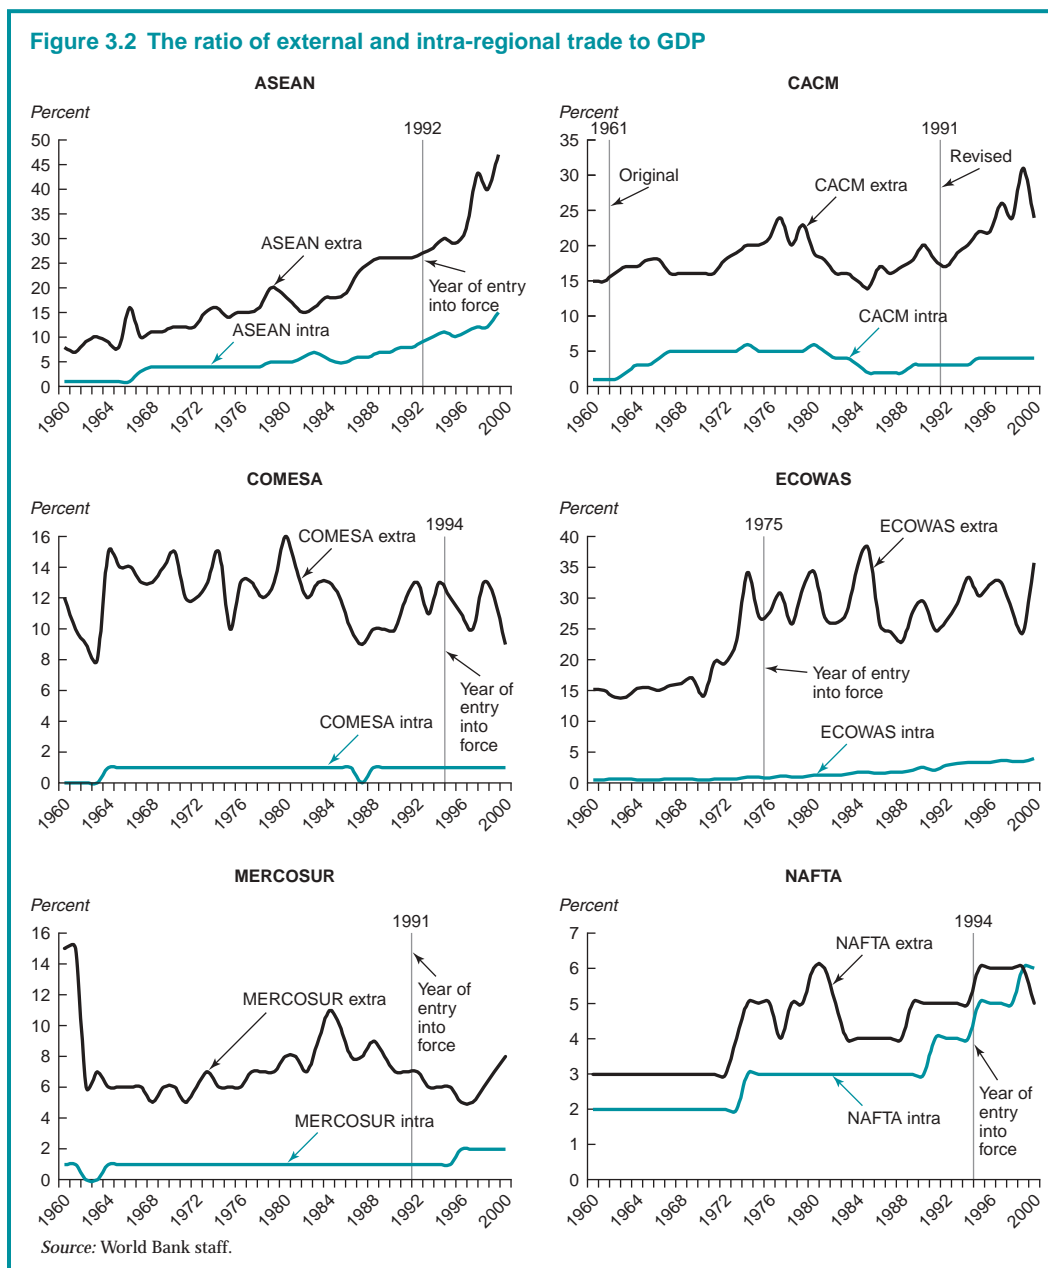 Figure 3.2 The ratio of external and intra-regional trade to GDP
ASEAN
Percent
1992
50
45
40
35
30
25
20
15
10
5
0
ASEAN extra
Year of entry
into force
ASEAN intra
1960 1964 1968 1972 1976 1980 1984 1988 1992 1996 2000
CACM
Percent
1961
1991
35
30
25
20
15
10
5
0
Original
Revised
CACM extra
CACM intra
1960 1964 1968 1972 1976 1980 1984 1988 1992 1996 2000
COMESA
Percent
1994
16
14
12
10
8
6
4
2
0
COMESA extra
Year of
entry
into
force
COMESA intra
1960 1964 1968 1972 1976 1980 1984 1988 1992 1996 2000
ECOWAS
Percent
1975
40
35
30
25
20
15
10
5
0
ECOWAS extra
Year of entry
into force
ECOWAS intra
1960 1964 1968 1972 1976 1980 1984 1988 1992 1996 2000
MERCOSUR
Percent
1991
16
14
12
10
8
6
4
2
0
MERCOSUR extra
Year of
entry
into
force
MERCOSUR intra
1960 1964 1968 1972 1976 1980 1984 1988 1992 1996 2000
NAFTA
Percent
1994
7
6
5
4
3
2
1
0
NAFTA extra
NAFTA intra
Year of
entry
into
force
1960 1964 1968 1972 1976 1980 1984 1988 1992 1996 2000
Source: World Bank staff.